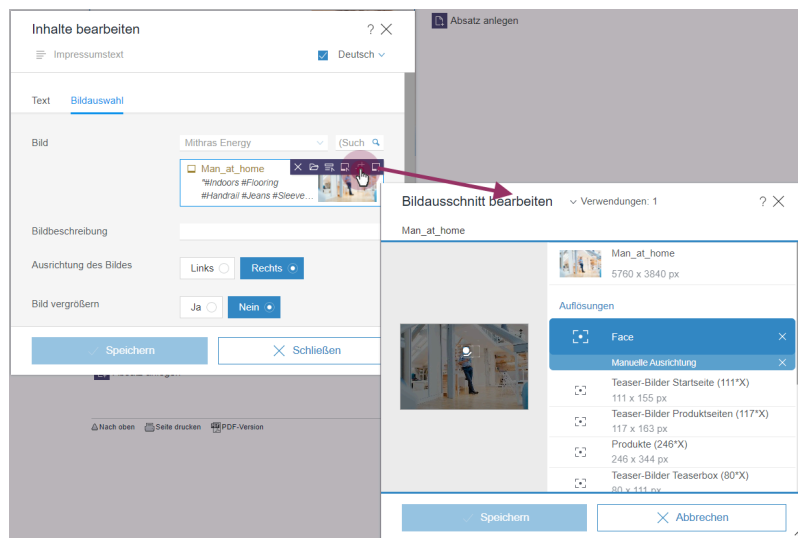 Absatz anlegen
Inhalte bearbeiten
?
Impressumstext
Deutsch
Text
Bildauswahl
Bild
Mithras Energy
(Such
Man_at_home
"#Indoors #Flooring
#Handrail #Jeans #Sleeve…
Bildbeschreibung
Ausrichtung des Bildes
Links
Rechts
Bild vergrößern
Ja
Nein
Speichern
Schließen
Nach oben
Seite drucken
PDF-Version
Bildausschnitt bearbeiten
Verwendungen: 1
?
Man_at_home
Man_at_home
5760 x 3840 px
Auflösungen
Face
Manuelle Ausrichtung
Teaser-Bilder Startseite (111*X)
111 x 155 px
Teaser-Bilder Produktseiten (117*X)
117 x 163 px
Produkte (246*X)
246 x 344 px
Teaser-Bilder Teaserbox (80*X)
80 x 111 px
Speichern
Abbrechen